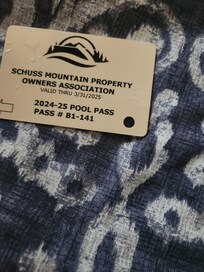 SCHUSS MOUNTAIN PROPERTY
OWNERS ASSOCIATION
VALID THRU 3/31/2025
2024-25 POOL PASS
PASS # B1-141